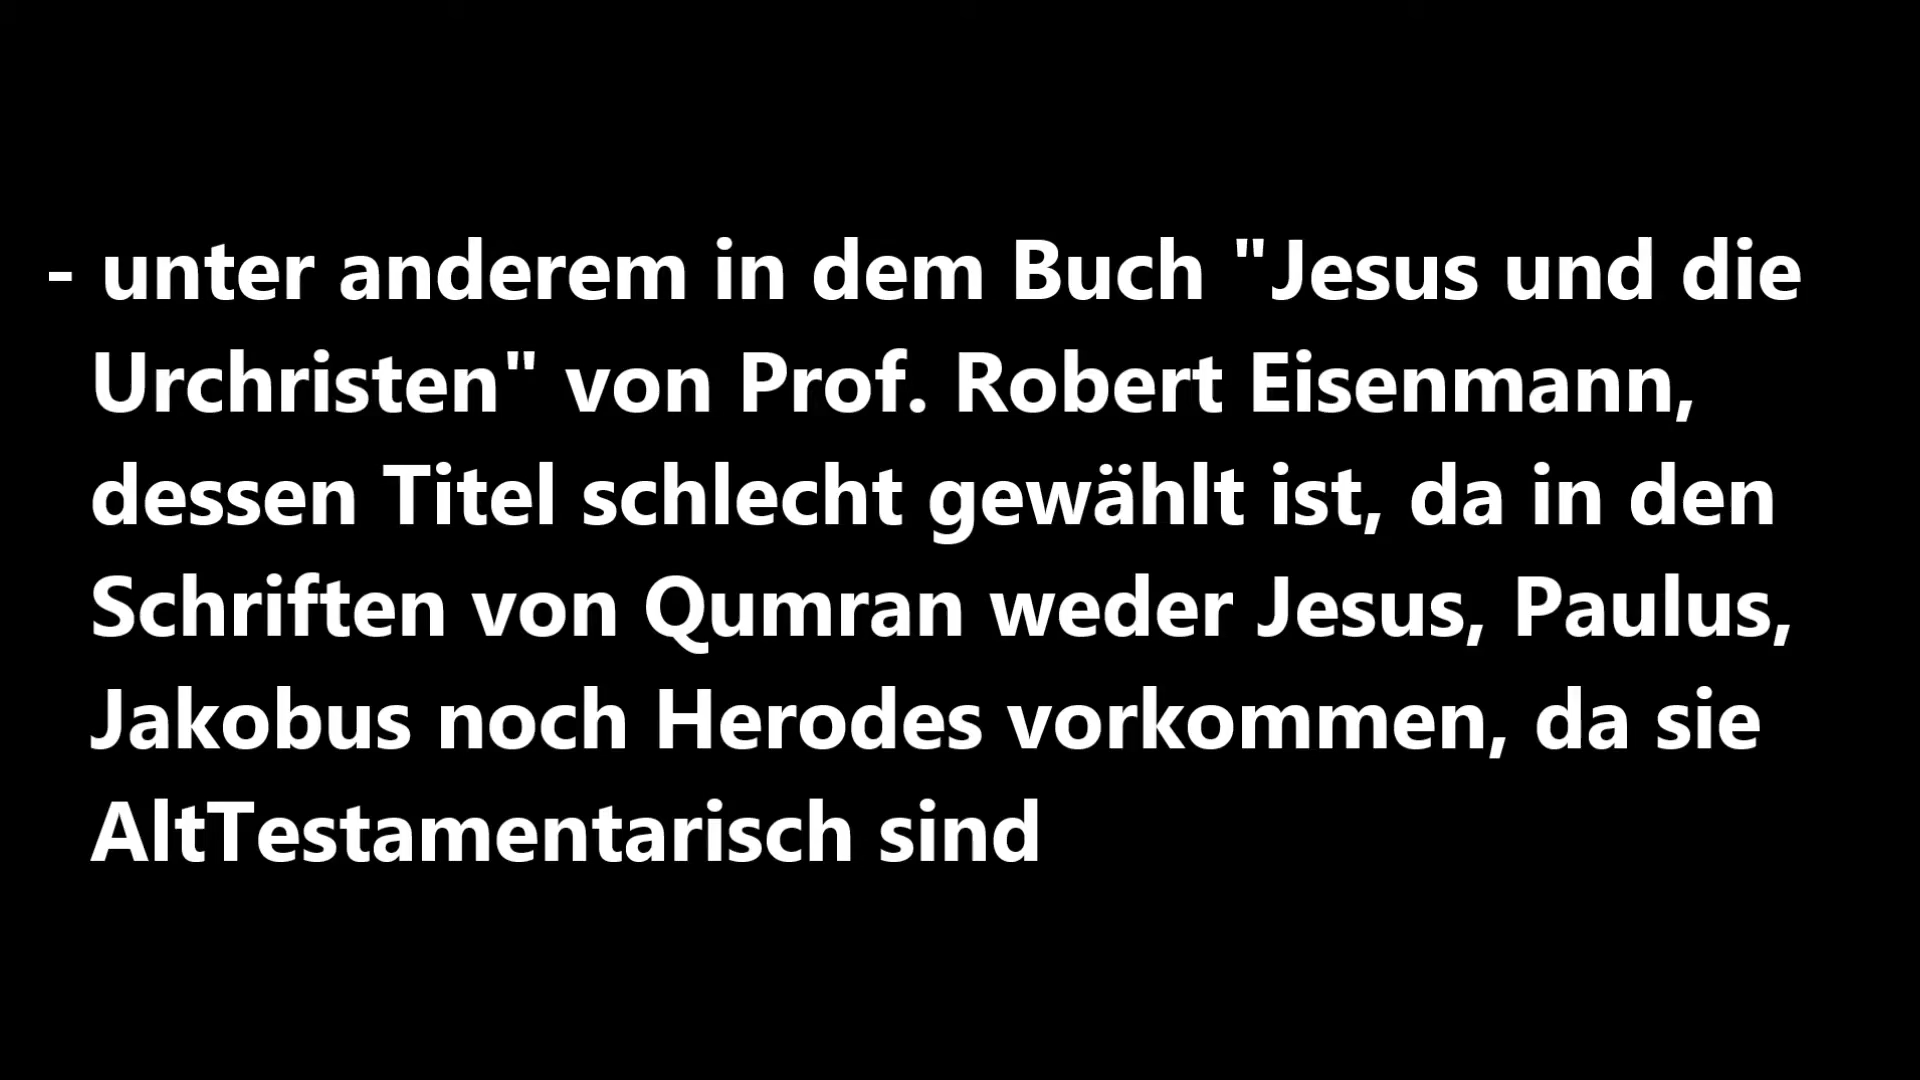 - unter anderem in dem Buch "Jesus und die
Urchristen" von Prof. Robert Eisenmann,
dessen Titel schlecht gewählt ist, da in den
Schriften von Qumran weder Jesus, Paulus,
Jakobus noch Herodes vorkommen, da sie
AltTestamentarisch sind